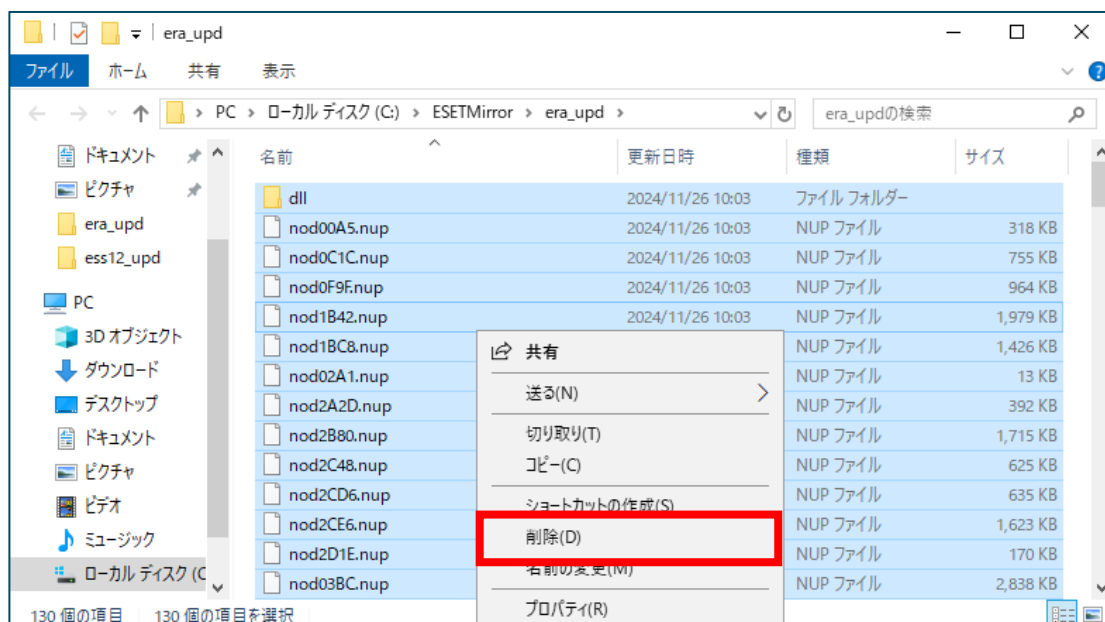 era_upd
ファイル ホーム 共有 表示
PC > ローカル ディスク (C:) > ESETMirror > era_upd > era_updの検索
ドキュメント
ピクチャ
era_upd
ess12_upd
PC
3D オブジェクト
ダウンロード
デスクトップ
ドキュメント
ピクチャ
ビデオ
ミュージック
ローカル ディスク (C
名前 更新日時 種類 サイズ
dll 2024/11/26 10:03 ファイル フォルダー
nod00A5.nup 2024/11/26 10:03 NUP ファイル 318 KB
nod0C1C.nup 2024/11/26 10:03 NUP ファイル 755 KB
nod0F9F.nup 2024/11/26 10:03 NUP ファイル 964 KB
nod1B42.nup 2024/11/26 10:03 NUP ファイル 1,979 KB
nod1BC8.nup NUP ファイル 1,426 KB
nod02A1.nup NUP ファイル 13 KB
nod2A2D.nup NUP ファイル 392 KB
nod2B80.nup NUP ファイル 1,715 KB
nod2C48.nup NUP ファイル 625 KB
nod2CD6.nup NUP ファイル 635 KB
nod2CE6.nup NUP ファイル 1,623 KB
nod2D1E.nup NUP ファイル 170 KB
nod03BC.nup NUP ファイル 2,838 KB
共有
送る(N)
切り取り(T)
コピー(C)
ショートカットの作成(S)
削除(D)
名前の変更(M)
プロパティ(R)
130 個の項目 130 個の項目を選択